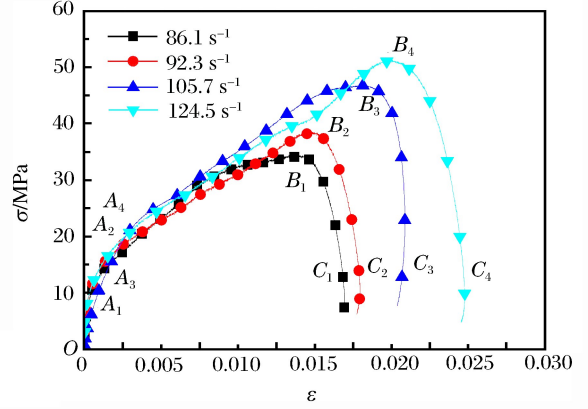 60
50
40
30
20
10
O
σ/MPa
86.1 s⁻¹
92.3 s⁻¹
105.7 s⁻¹
124.5 s⁻¹
B₄
B₃
B₂
B₁
A₄
A₂
A₃
A₁
C₁ C₂ C₃ C₄
0 0.005 0.010 0.015 0.020 0.025 0.030
ε